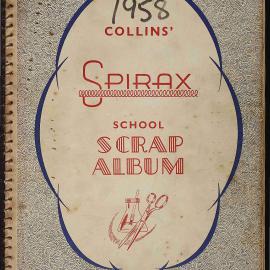 1958
COLLINS'
SPIRAX
SCHOOL
SCRAP
ALBUM